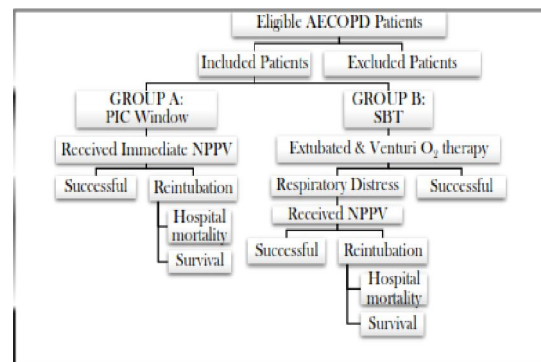 Eligible AECOPD Patients
Included Patients
Excluded Patients
GROUP A:
PIC Window
GROUP B:
SBT
Received Immediate NPPV
Extubated & Venturi O₂ therapy
Successful
Reintubation
Respiratory Distress
Successful
Hospital
mortality
Survival
Received NPPV
Successful
Reintubation
Hospital
mortality
Survival